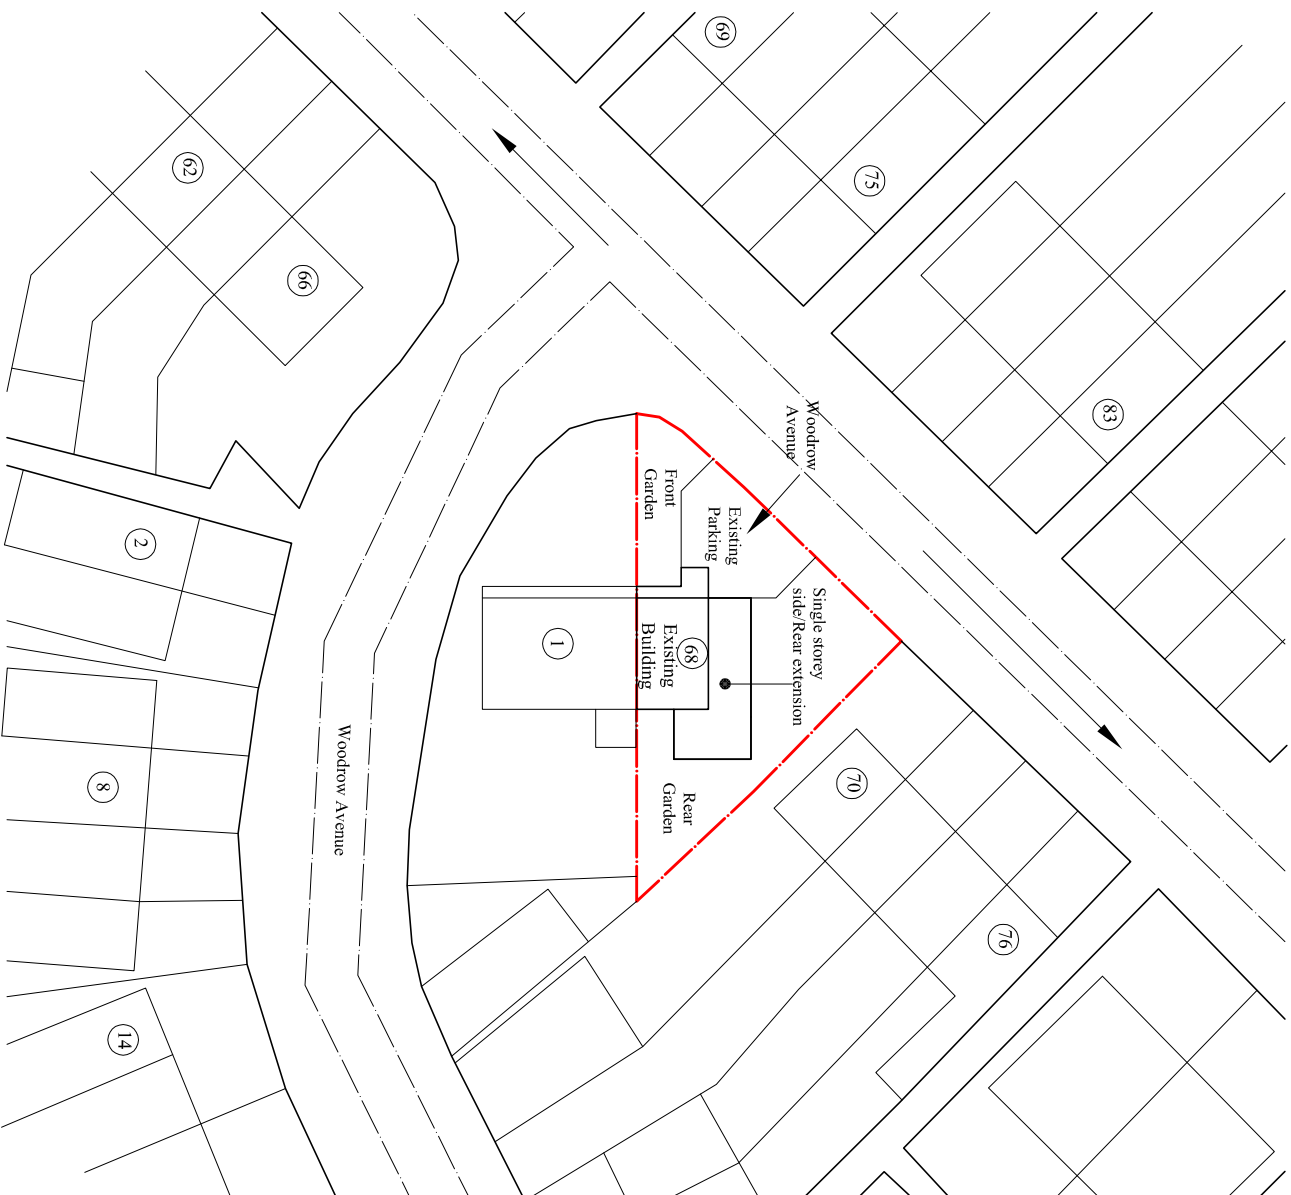 69
75
62
66
83
Woodrow
Avenue
Front
Garden
Existing
Parking
Single storey
side/Rear extension
2
1
68
Existing
Building
Woodrow Avenue
8
Rear
Garden
70
76
14